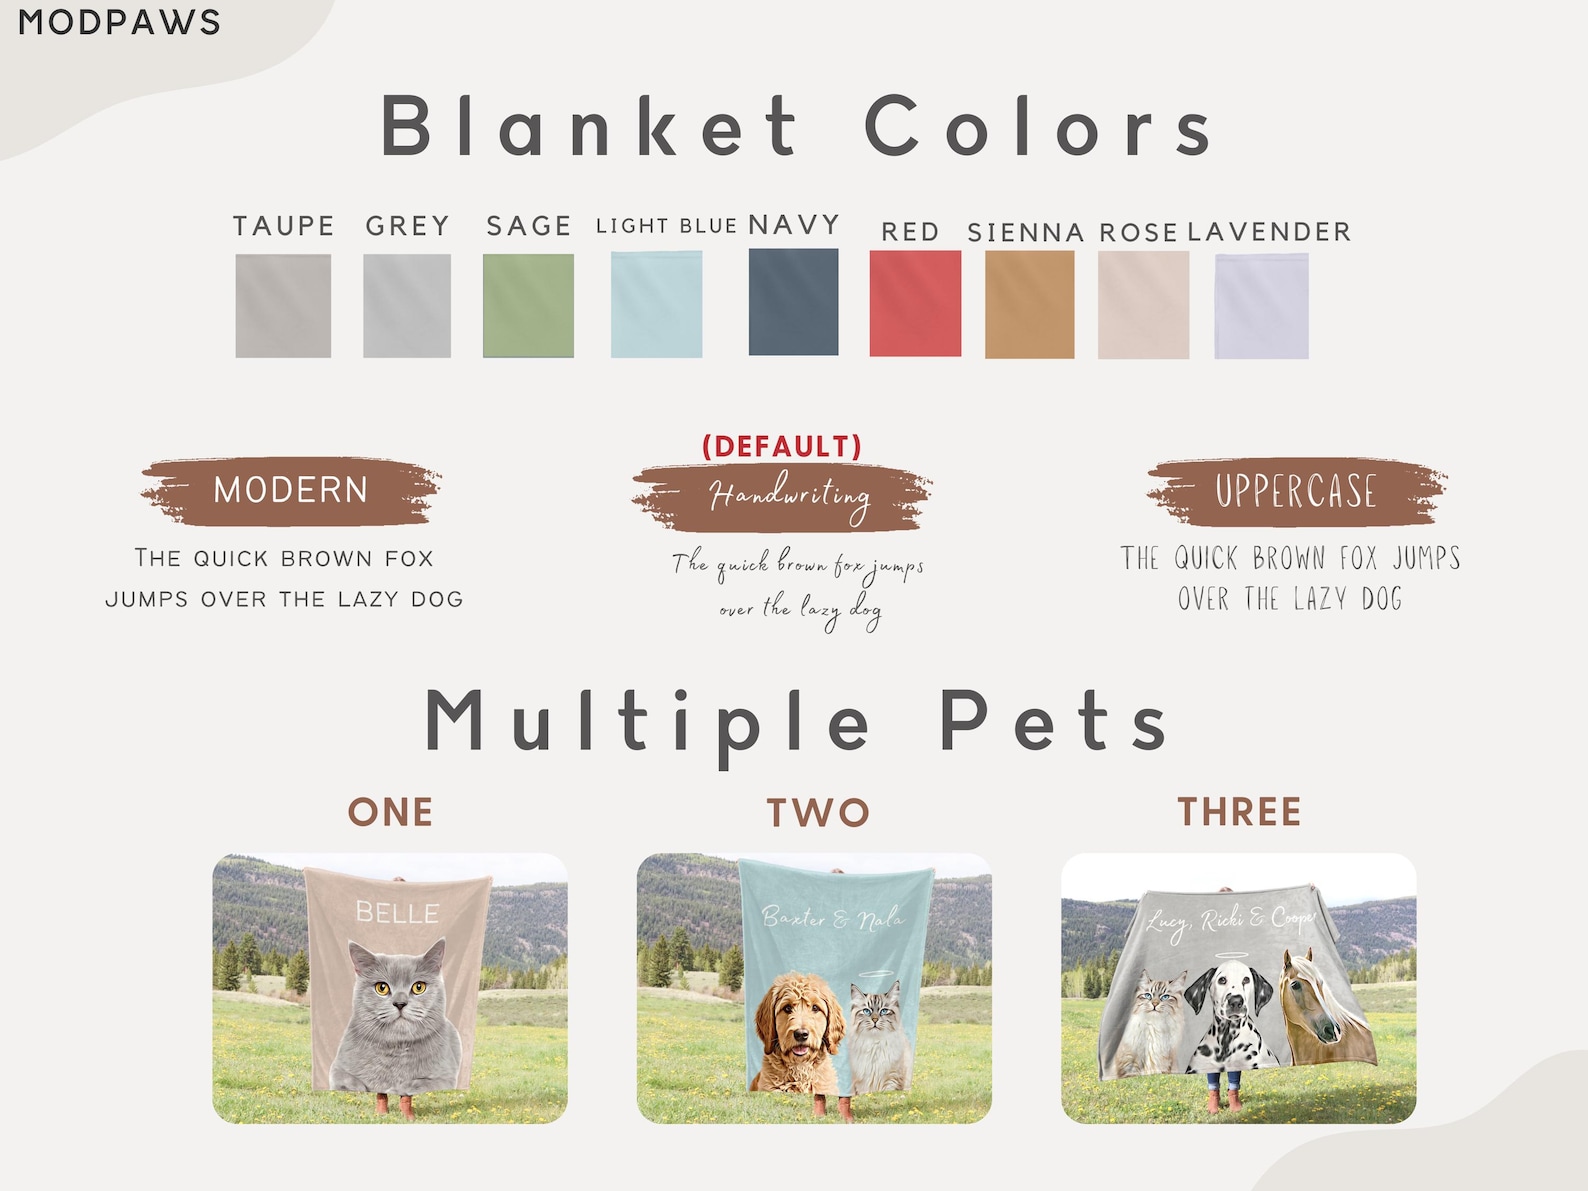 MODPAWS
Blanket Colors
TAUPE GREY SAGE LIGHT BLUE NAVY RED SIENNA ROSE LAVENDER
MODERN
THE QUICK BROWN FOX
JUMPS OVER THE LAZY DOG
(DEFAULT)
Handwriting
The quick brown fox jumps
over the lazy dog
UPPERCASE
THE QUICK BROWN FOX JUMPS
OVER THE LAZY DOG
Multiple Pets
ONE
BELLE
TWO
Baxter & Nala
THREE
Lucy, Ricki & Cooper